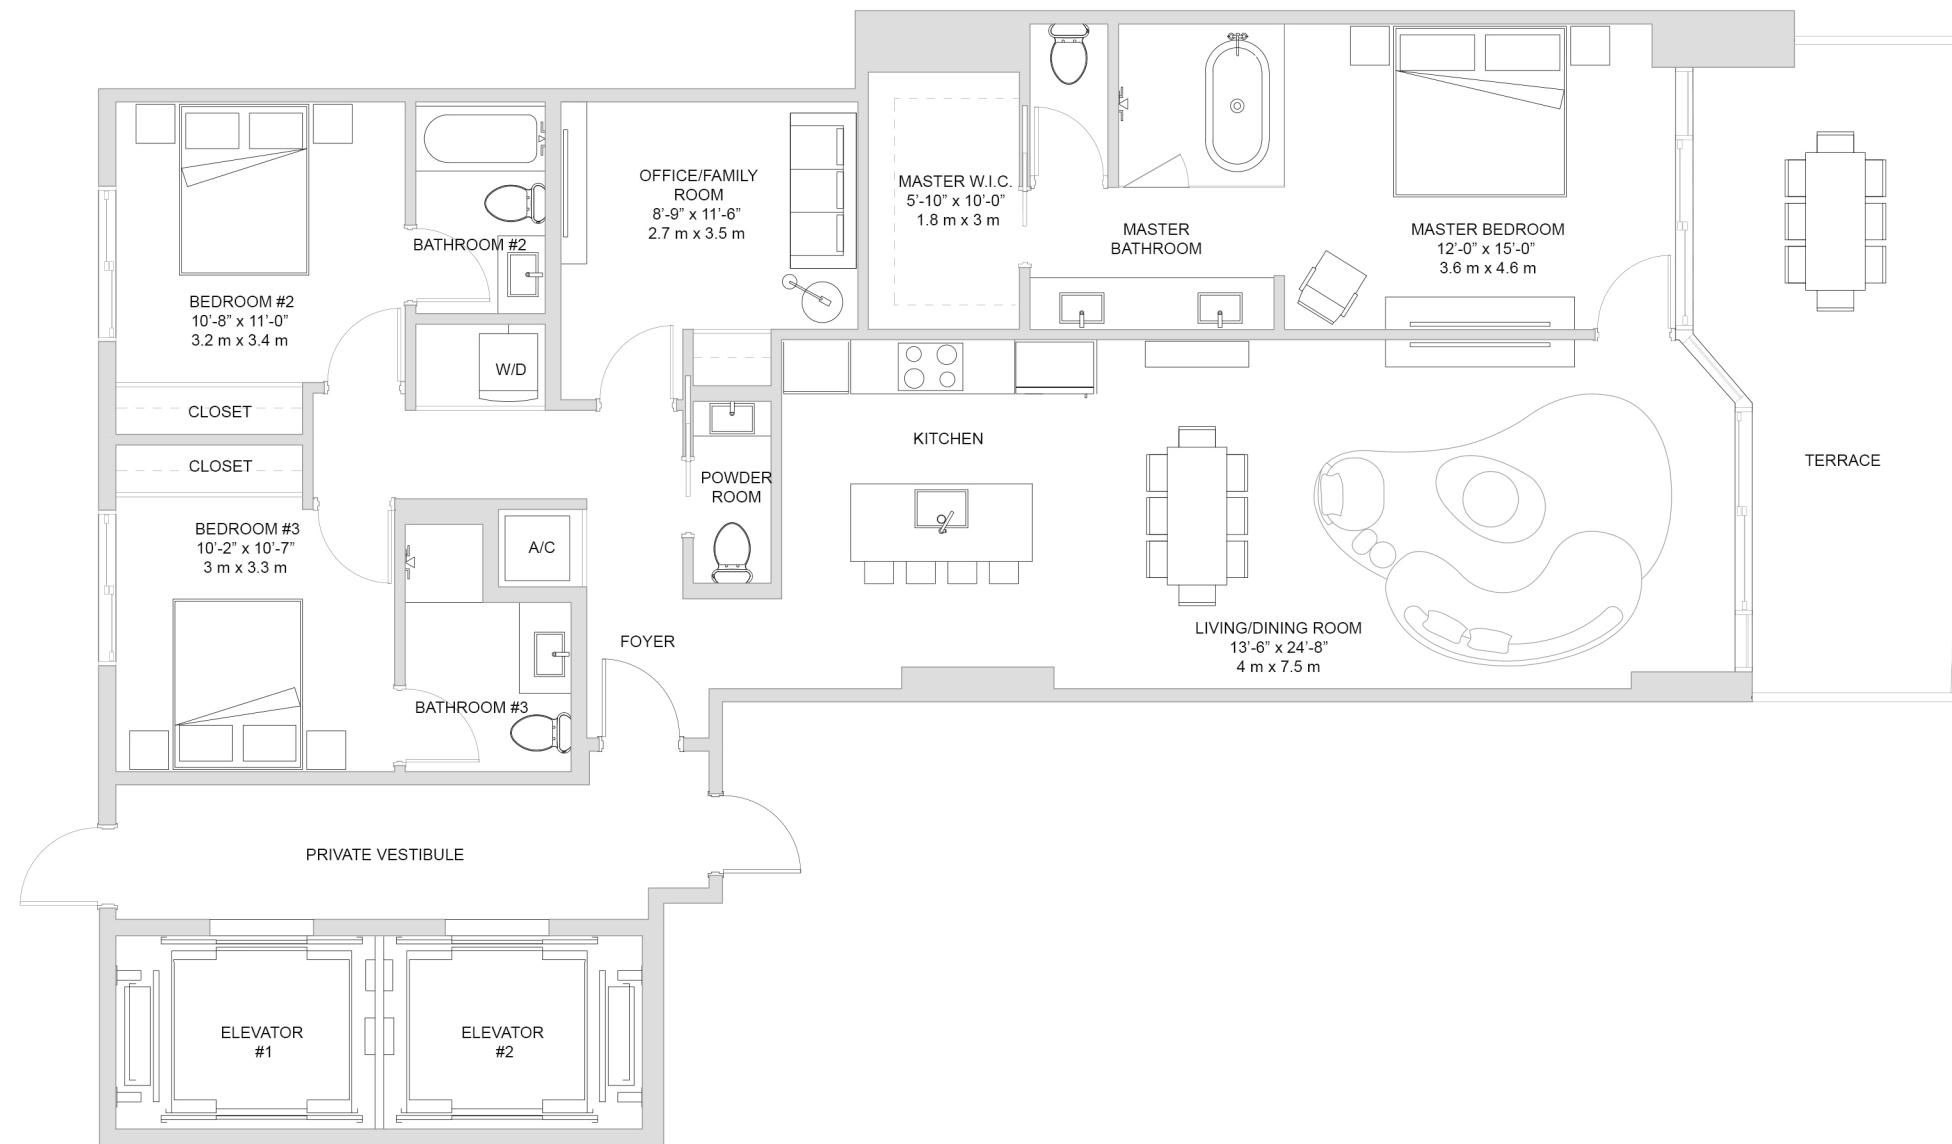 OFFICE/FAMILY
ROOM
8'-9” x 11'-6”
2.7 m x 3.5 m
MASTER W.I.C.
5'-10” x 10'-0”
1.8 m x 3 m
MASTER
BATHROOM
MASTER BEDROOM
12'-0” x 15'-0”
3.6 m x 4.6 m
BATHROOM #2
BEDROOM #2
10'-8” x 11'-0”
3.2 m x 3.4 m
W/D
CLOSET
CLOSET
KITCHEN
TERRACE
POWDER
ROOM
BEDROOM #3
10'-2” x 10'-7”
3 m x 3.3 m
A/C
FOYER
LIVING/DINING ROOM
13'-6” x 24'-8”
4 m x 7.5 m
BATHROOM #3
PRIVATE VESTIBULE
ELEVATOR
#1
ELEVATOR
#2